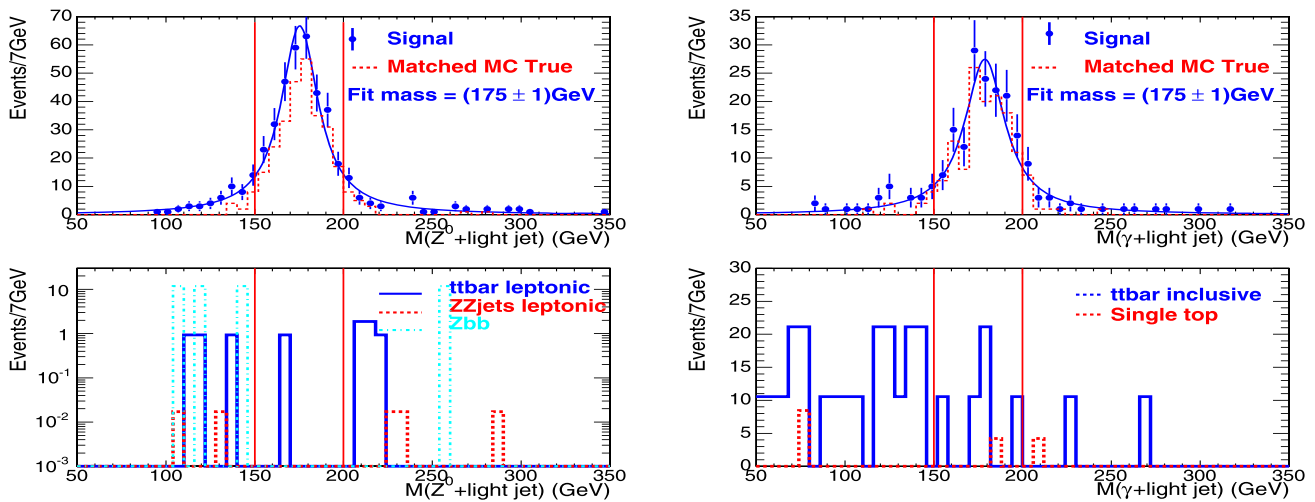 Events/7GeV
70
60
50
40
30
20
10
0
Signal
Matched MC True
Fit mass = (175 ± 1)GeV
50 100 150 200 250 300 350
M(Z⁰+light jet) (GeV)
Events/7GeV
35
30
25
20
15
10
5
0
Signal
Matched MC True
Fit mass = (175 ± 1)GeV
50 100 150 200 250 300 350
M(γ+light jet) (GeV)
Events/7GeV
10
1
10⁻¹
10⁻²
10⁻³
ttbar leptonic
ZZjets leptonic
Zbb
50 100 150 200 250 300 350
M(Z⁰+light jet) (GeV)
Events/7GeV
30
25
20
15
10
5
0
ttbar inclusive
Single top
50 100 150 200 250 300 350
M(γ+light jet) (GeV)